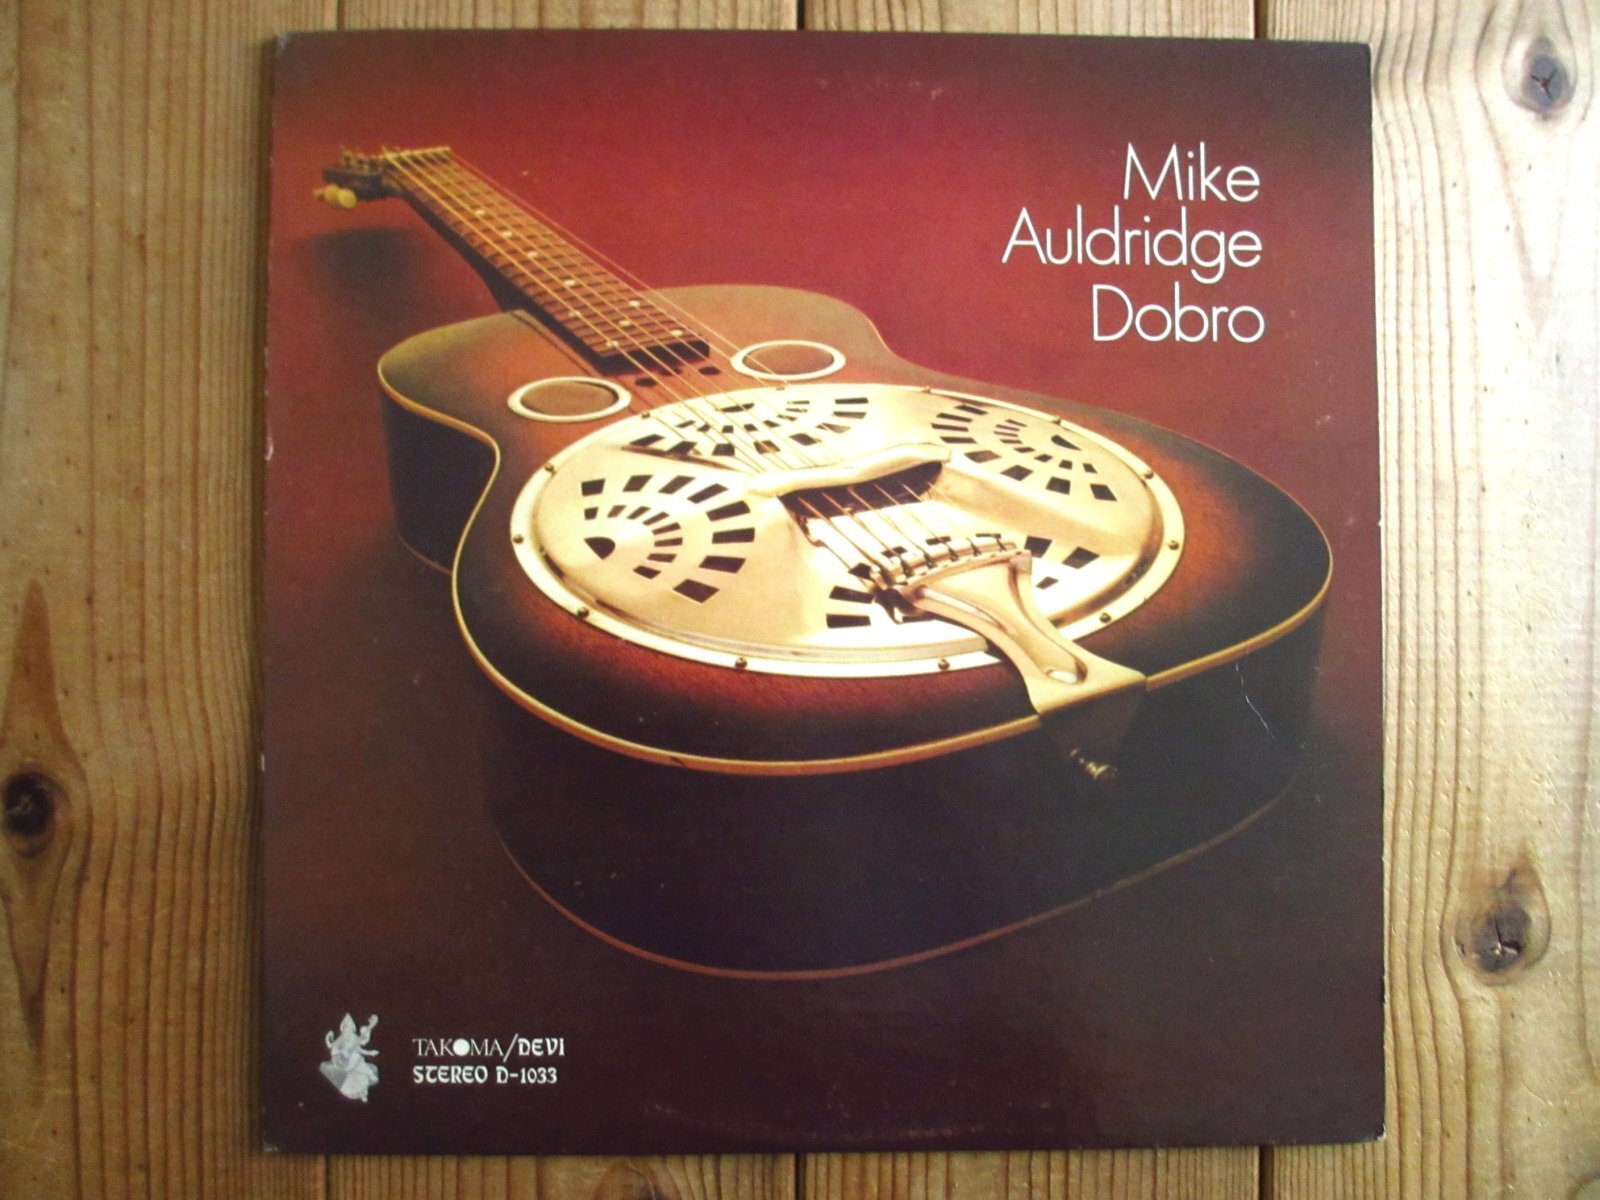 Mike
Auldridge
Dobro
TAKOMA/DEVI
STEREO D-1033